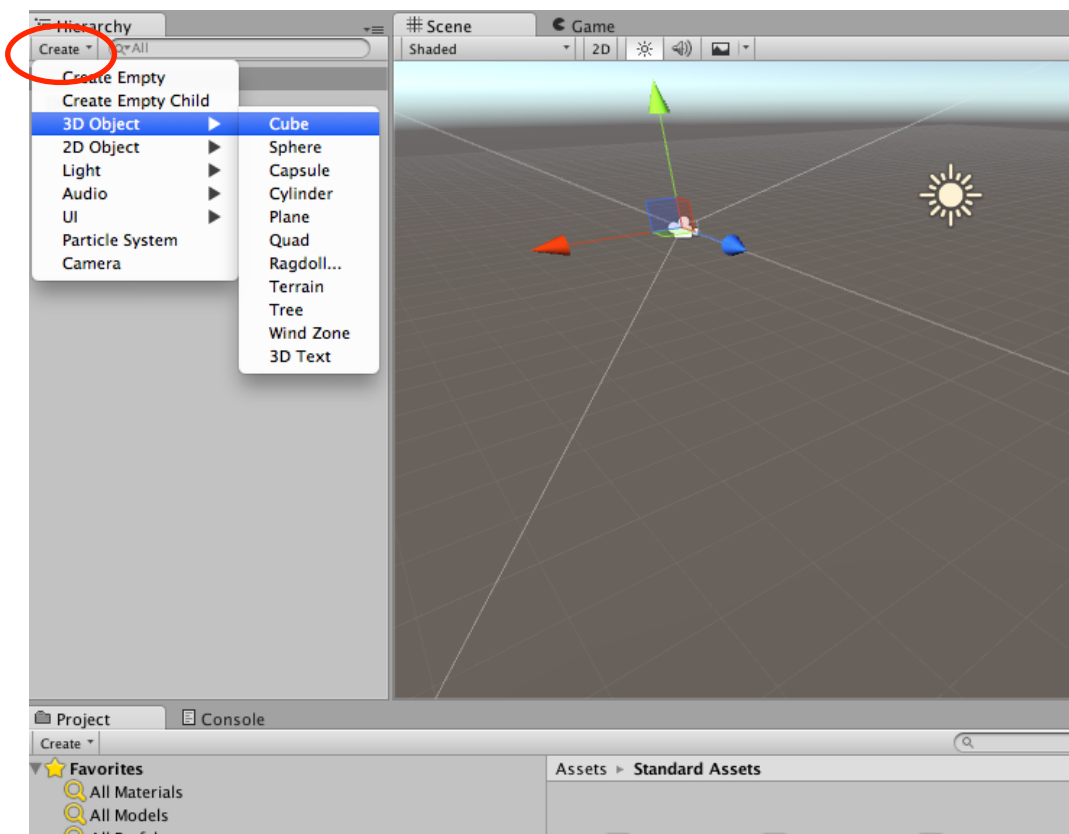 Hierarchy
Create
All
Create Empty
Create Empty Child
3D Object
2D Object
Light
Audio
UI
Particle System
Camera
Cube
Sphere
Capsule
Cylinder
Plane
Quad
Ragdoll...
Terrain
Tree
Wind Zone
3D Text
Scene
Game
Shaded
2D
Project
Console
Create
Favorites
All Materials
All Models
Assets ▸ Standard Assets